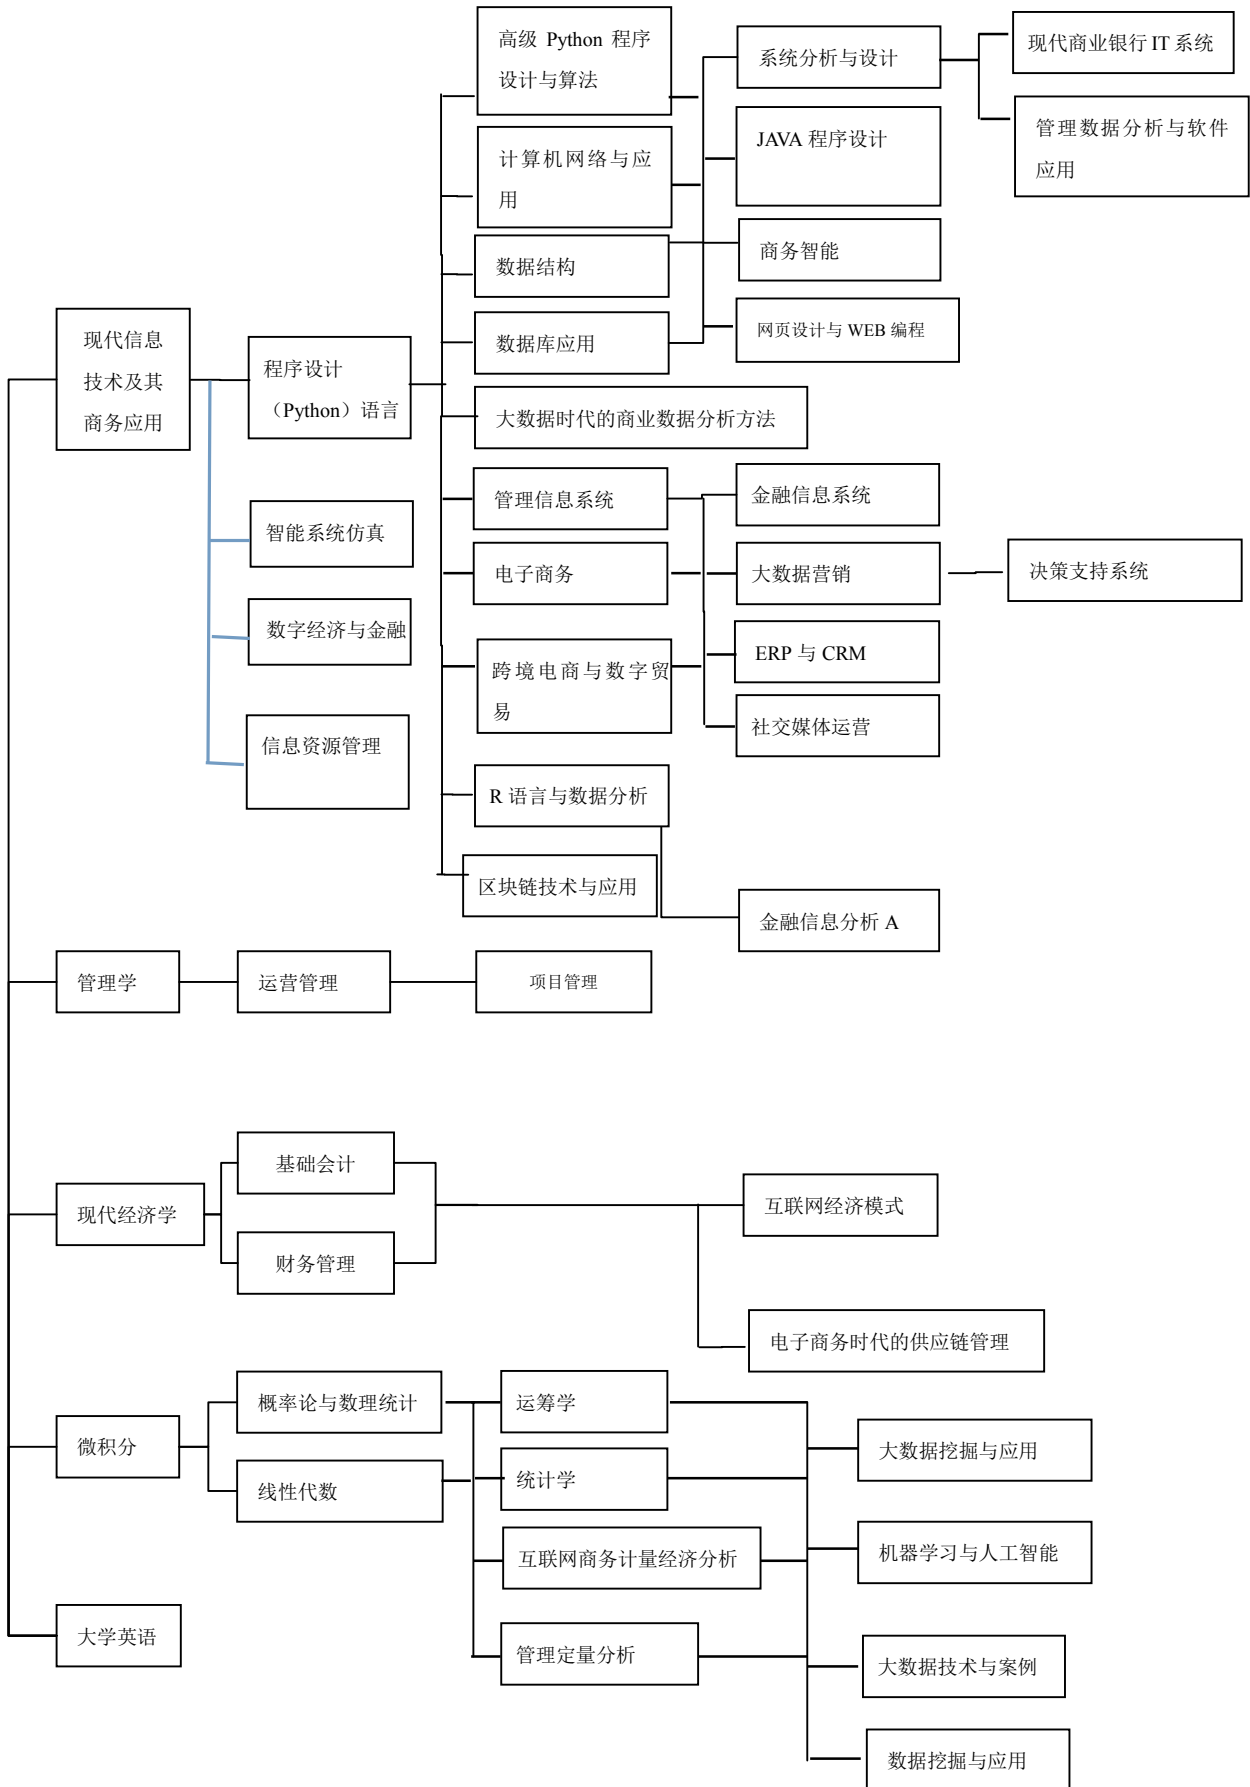 高级 Python 程序
设计与算法
系统分析与设计
现代商业银行 IT 系统
管理数据分析与软件
应用
计算机网络与应
用
JAVA 程序设计
数据结构
商务智能
数据库应用
网页设计与 WEB 编程
现代信息
技术及其
商务应用
程序设计
（Python）语言
大数据时代的商业数据分析方法
管理信息系统
金融信息系统
智能系统仿真
电子商务
大数据营销
决策支持系统
数字经济与金融
跨境电商与数字贸
易
ERP 与 CRM
社交媒体运营
信息资源管理
R 语言与数据分析
区块链技术与应用
金融信息分析 A
管理学
运营管理
项目管理
基础会计
现代经济学
财务管理
互联网经济模式
电子商务时代的供应链管理
概率论与数理统计
运筹学
微积分
线性代数
统计学
大数据挖掘与应用
互联网商务计量经济分析
机器学习与人工智能
大学英语
管理定量分析
大数据技术与案例
数据挖掘与应用